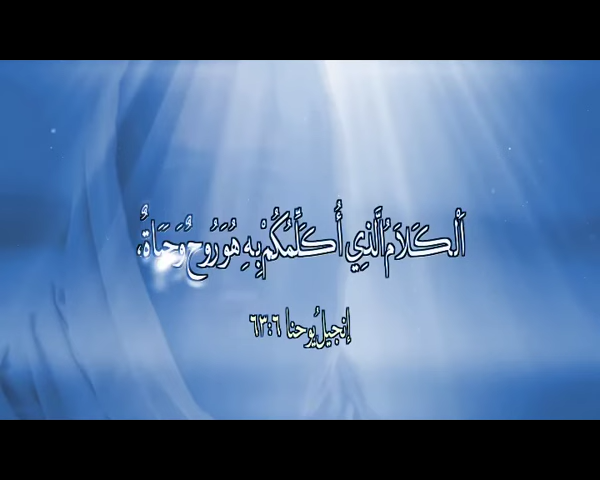 اَلْكَلاَمُ الَّذِي أُكَلِّمُكُمْ بِهِ هُوَ رُوحٌ وَحَيَاةٌ،
إنجيل يوحنا ٦:٦٣